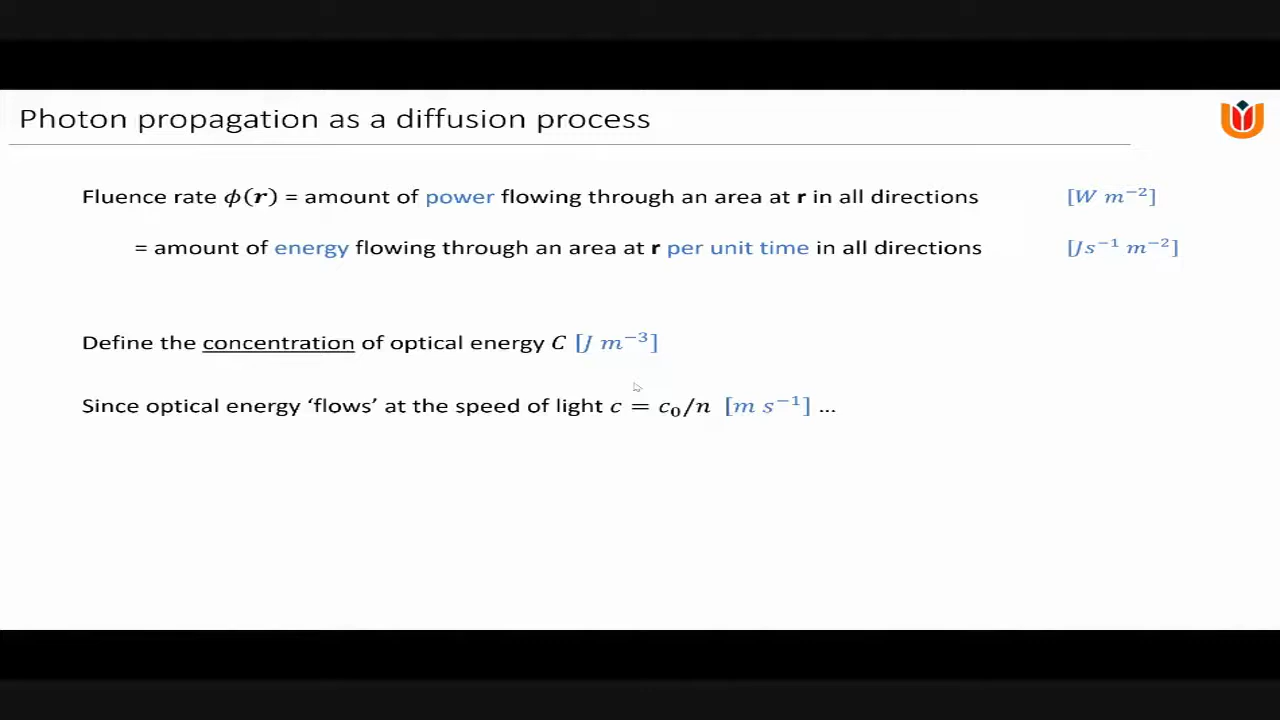 Photon propagation as a diffusion process
Fluence rate ϕ(r) = amount of power flowing through an area at r in all directions [W m⁻²]
= amount of energy flowing through an area at r per unit time in all directions [Js⁻¹ m⁻²]
Define the concentration of optical energy C [J m⁻³]
Since optical energy ‘flows’ at the speed of light c = c₀/n [m s⁻¹] ...